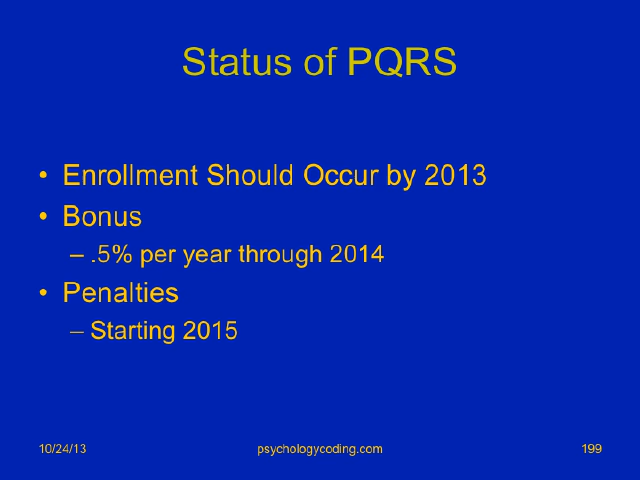 Status of PQRS
• Enrollment Should Occur by 2013
• Bonus
– .5% per year through 2014
• Penalties
– Starting 2015
10/24/13 psychologycoding.com 199